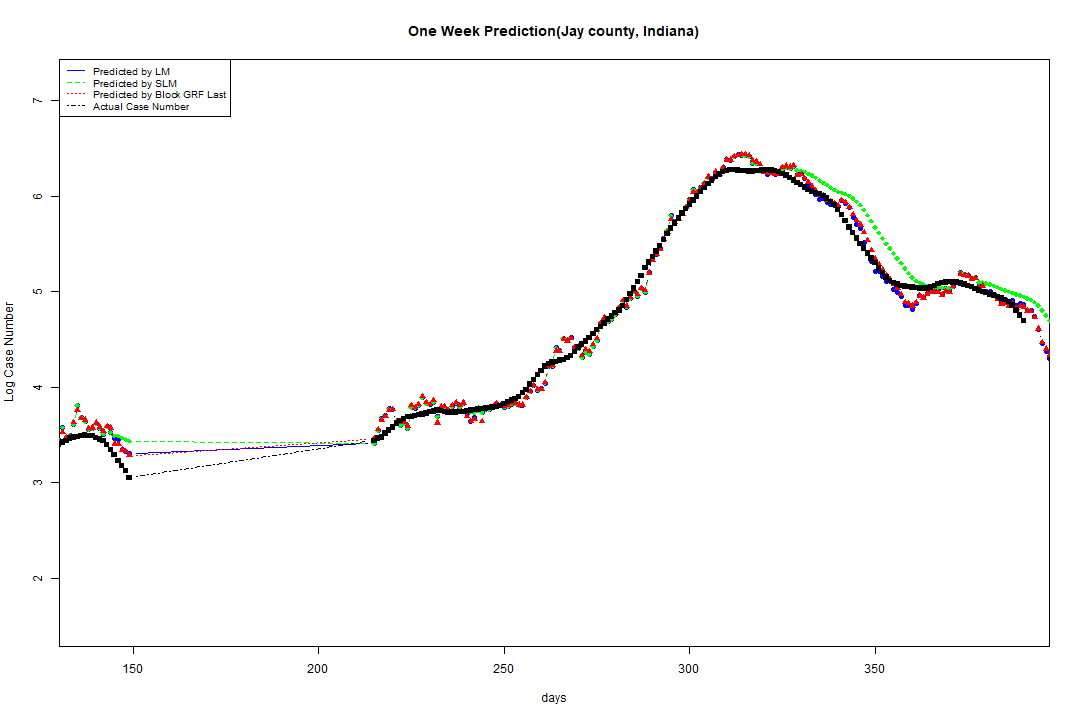 One Week Prediction(Jay county, Indiana)
Predicted by LM
Predicted by SLM
Predicted by Block GRF Last
Actual Case Number
7
6
5
4
3
2
Log Case Number
150 200 250 300 350
days